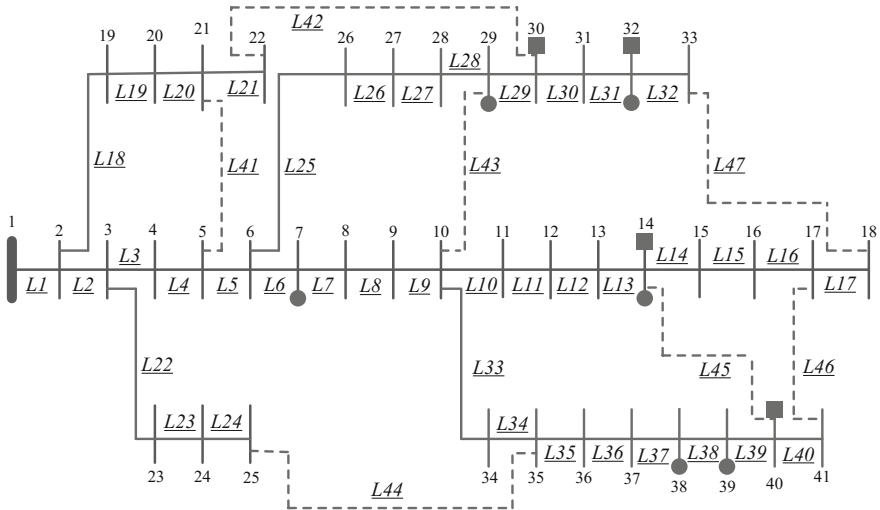 L42
19 20 21 22 26 27 28 29 30 31 32 33
L28
L19 L20 L21 L26 L27 L29 L30 L31 L32
L18 L41 L25 L43 L47
1 2 3 4 5 6 7 8 9 10 11 12 13 14 15 16 17 18
L3 L14 L15 L16
L1 L2 L4 L5 L6 L7 L8 L9 L10 L11 L12 L13 L17
L22 L33 L45 L46
L23 L24 L34
L35 L36 L37 L38 L39 L40
23 24 25 34 35 36 37 38 39 40 41
L44